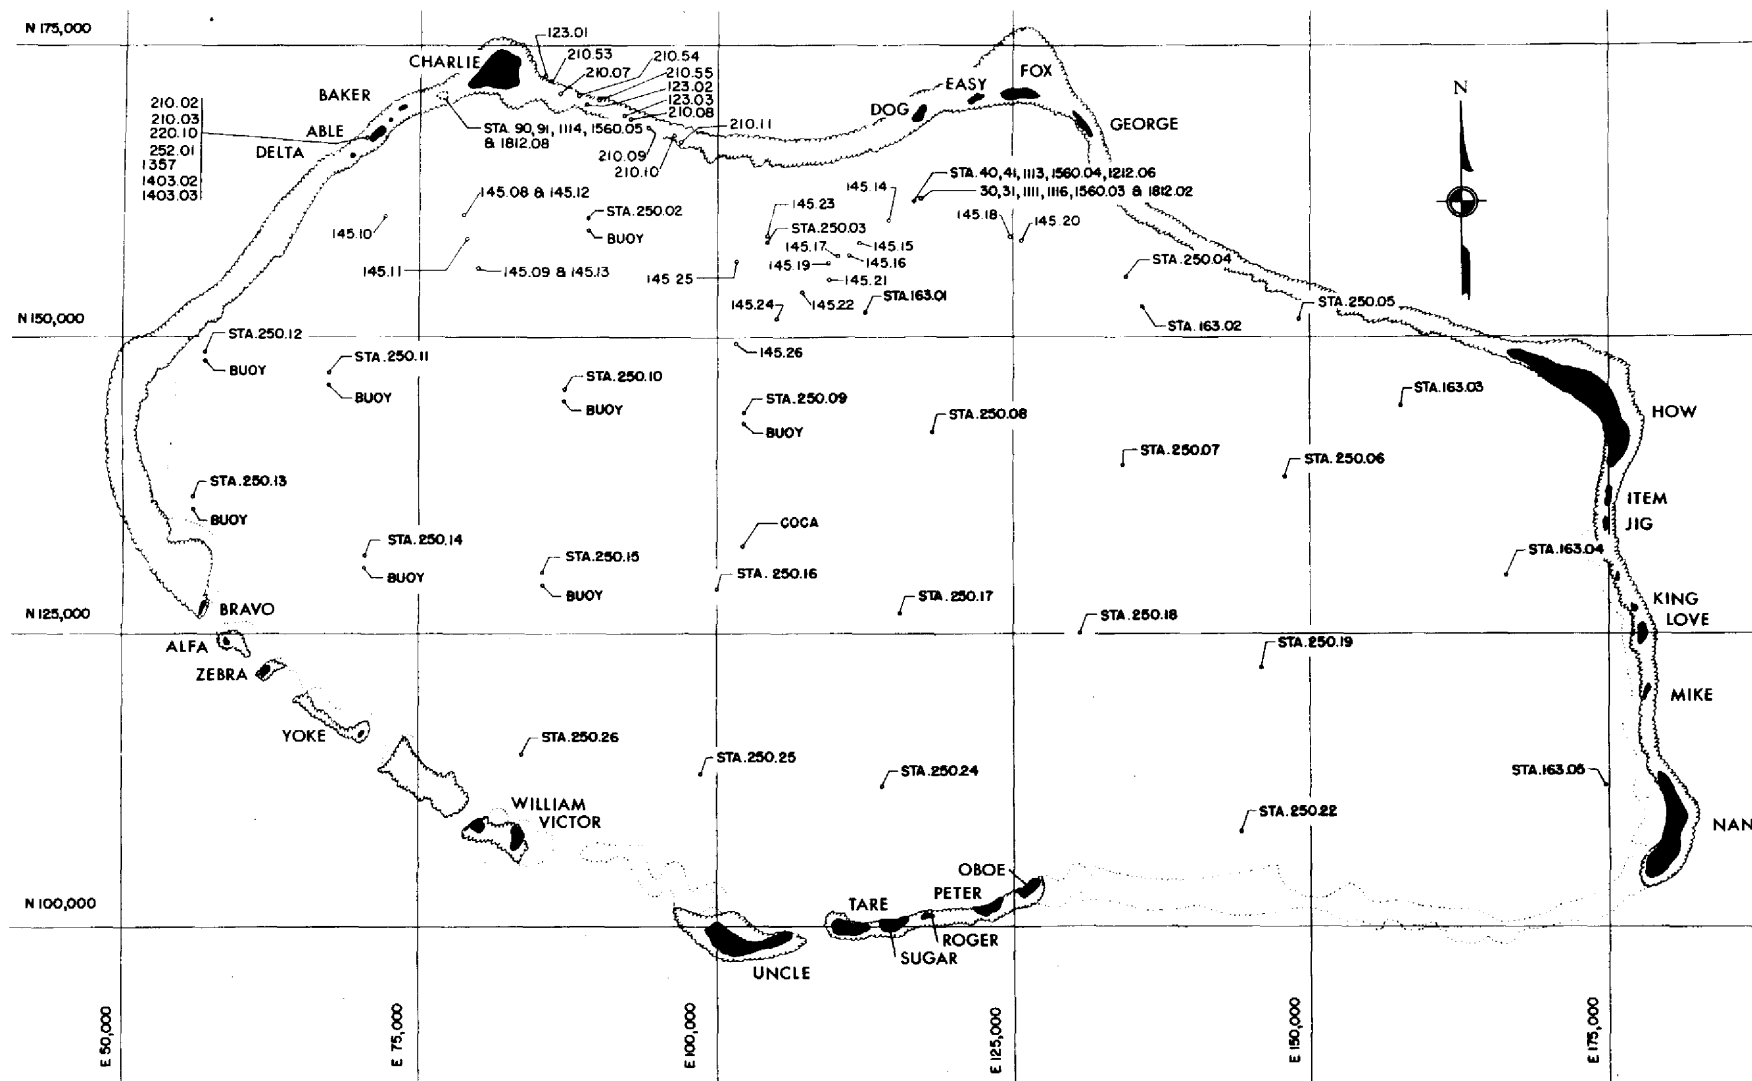 N 175,000
123.01
210.53
210.54
210.07
210.55
123.02
123.03
210.08
210.11
210.09
210.10
CHARLIE
BAKER
ABLE
DELTA
210.02
210.03
220.10
252.01
1357
1403.02
1403.03
STA. 90, 91, 1114, 1560.05
& 1812.08
FOX
EASY
DOG
GEORGE
N
STA. 40, 41, 1113, 1560.04, 1212.06
30, 31, 1111, 1116, 1560.03 & 1812.02
145.08 & 145.12
145.10
145.11
145.09 & 145.13
STA. 250.02
BUOY
145.14
145.23
STA. 250.03
145.17
145.15
145.16
145.19
145.21
145.25
145.24
145.22
STA. 163.01
145.18
145.20
STA. 250.04
STA. 163.02
STA. 250.05
N 150,000
STA. 250.12
BUOY
STA. 250.11
BUOY
STA. 250.10
BUOY
145.26
STA. 250.09
BUOY
STA. 250.08
STA. 163.03
HOW
STA. 250.07
STA. 250.06
STA. 250.13
BUOY
ITEM
JIG
COCA
STA. 250.14
BUOY
STA. 250.15
BUOY
STA. 250.16
STA. 163.04
STA. 250.17
STA. 250.18
STA. 250.19
KING
LOVE
N 125,000
BRAVO
ALFA
ZEBRA
YOKE
MIKE
STA. 250.26
STA. 250.25
STA. 250.24
STA. 163.05
STA. 250.22
WILLIAM
VICTOR
NAN
N 100,000
OBOE
PETER
TARE
ROGER
SUGAR
UNCLE
E 50,000
E 75,000
E 100,000
E 125,000
E 150,000
E 175,000